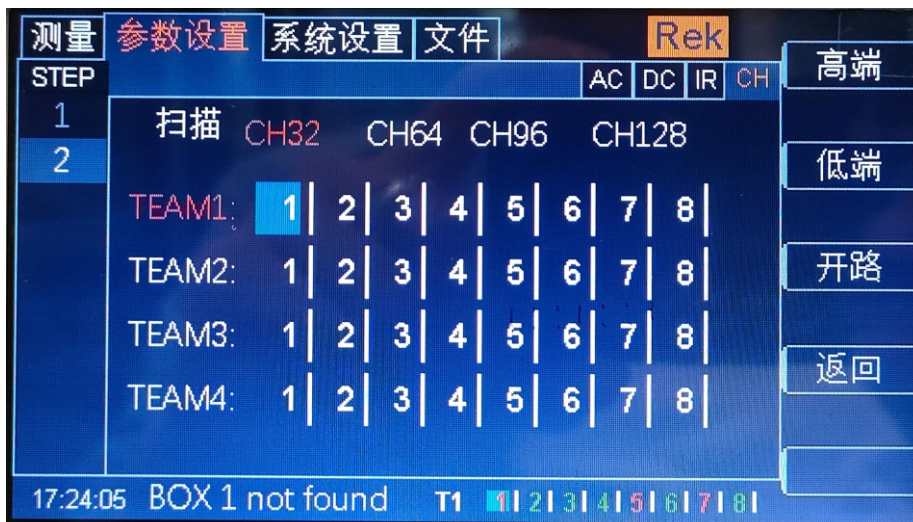 测量 参数设置 系统设置 文件 Rek
STEP AC DC IR CH
1
2
扫描 CH32 CH64 CH96 CH128
TEAM1: 1 2 3 4 5 6 7 8
TEAM2: 1 2 3 4 5 6 7 8
TEAM3: 1 2 3 4 5 6 7 8
TEAM4: 1 2 3 4 5 6 7 8
高端
低端
开路
返回
17:24:05 BOX 1 not found T1 1 2 3 4 5 6 7 8